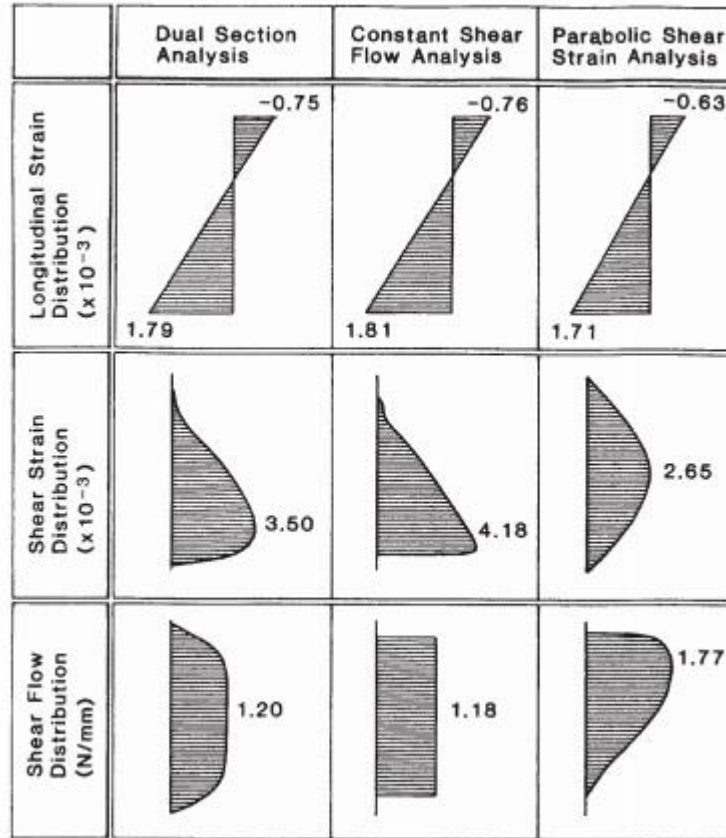 Dual Section
Analysis
Constant Shear
Flow Analysis
Parabolic Shear
Strain Analysis
Longitudinal Strain
Distribution
(x10⁻³)
-0.75
1.79
-0.76
1.81
-0.63
1.71
Shear Strain
Distribution
(x10⁻³)
3.50
4.18
2.65
Shear Flow
Distribution
(N/mm)
1.20
1.18
1.77